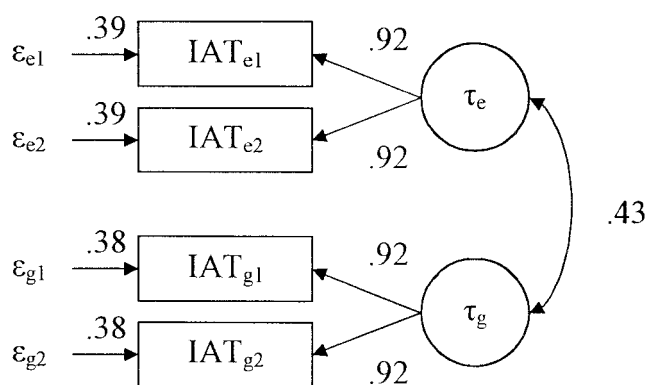 .39
.92
ε_e1
IAT_e1
τ_e
.39
ε_e2
IAT_e2
.92
.43
.38
.92
ε_g1
IAT_g1
τ_g
.38
ε_g2
IAT_g2
.92